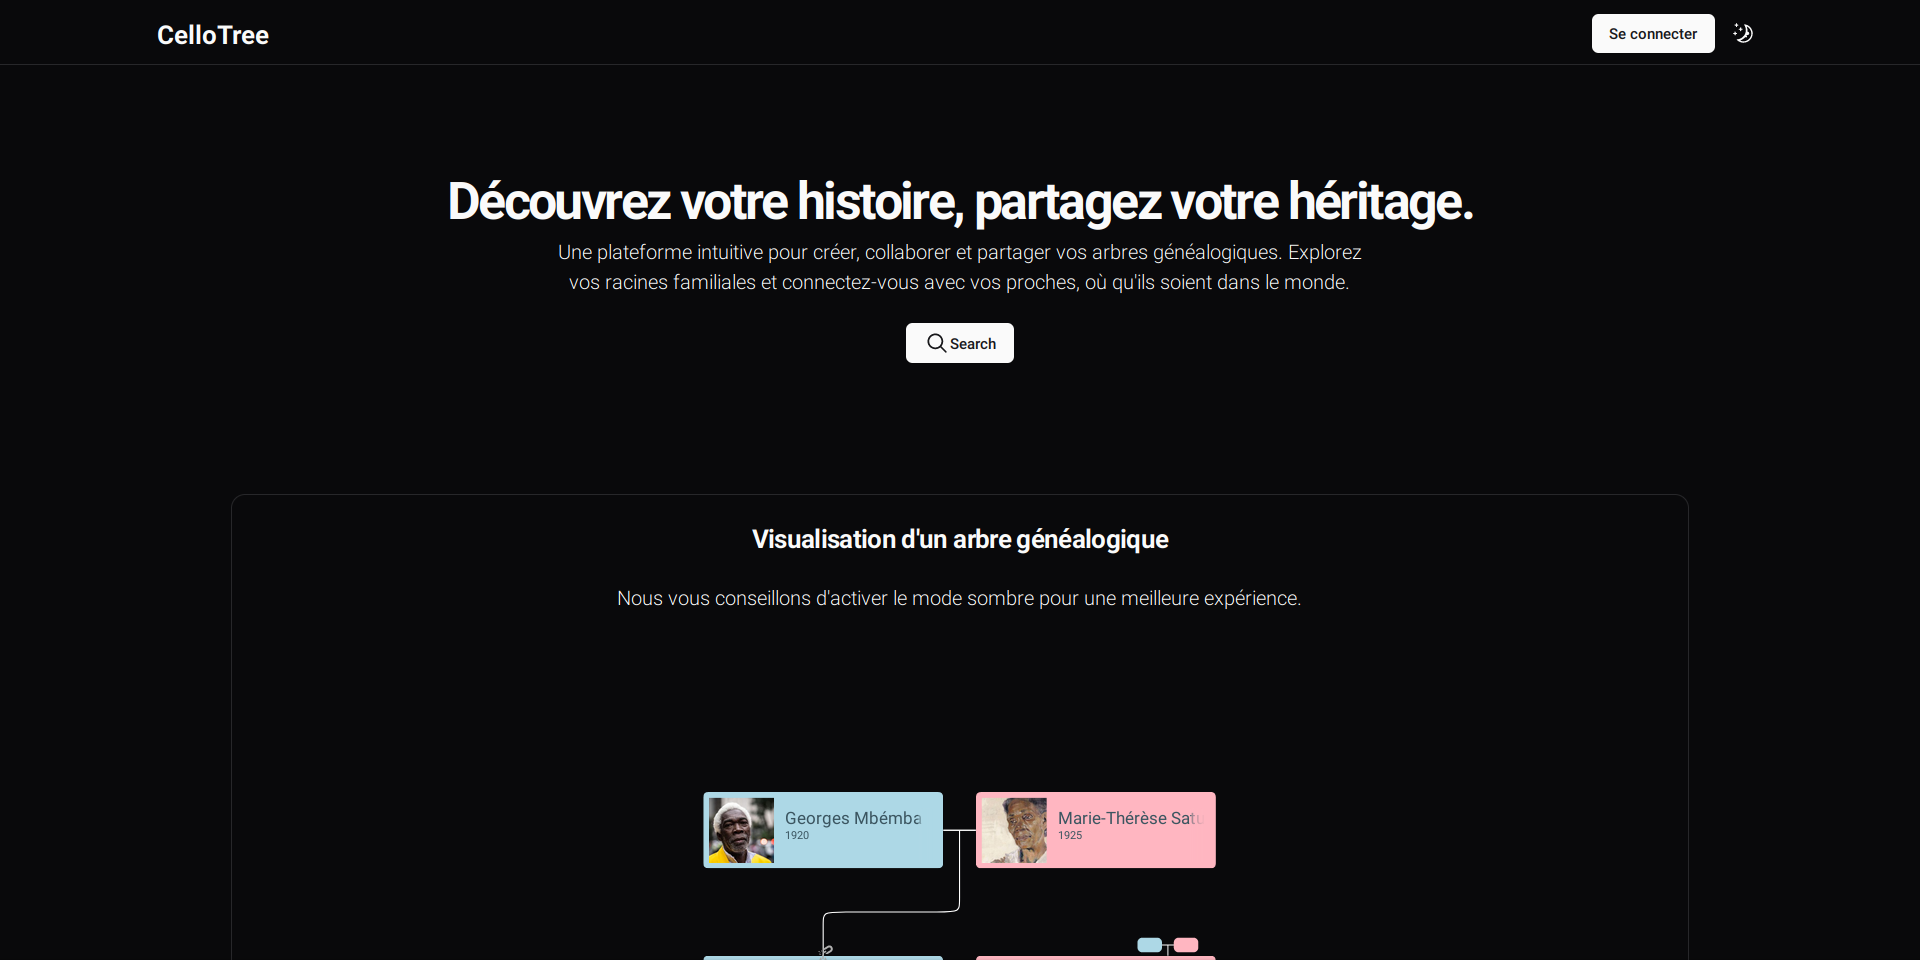 CelloTree
Se connecter
Découvrez votre histoire, partagez votre héritage.
Une plateforme intuitive pour créer, collaborer et partager vos arbres généalogiques. Explorez
vos racines familiales et connectez-vous avec vos proches, où qu'ils soient dans le monde.
Search
Visualisation d'un arbre généalogique
Nous vous conseillons d'activer le mode sombre pour une meilleure expérience.
Georges Mbémba
1920
Marie-Thérèse Satu
1925